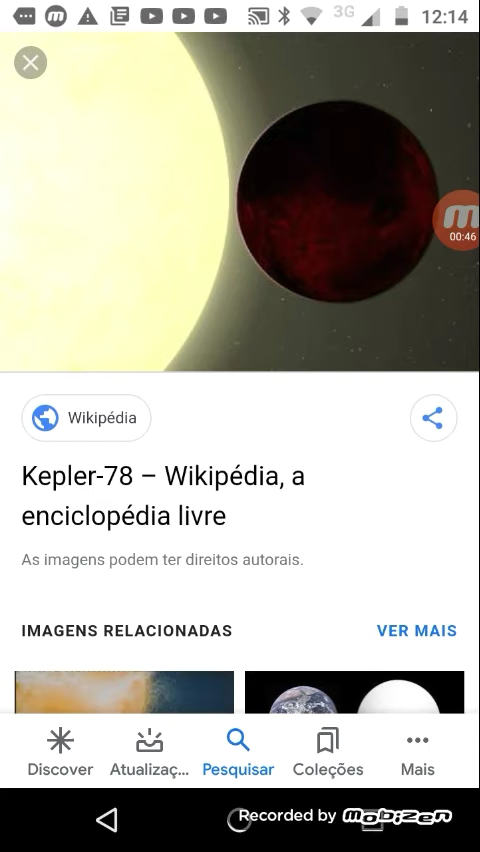 3G 12:14
00:46
Wikipédia
Kepler-78 – Wikipédia, a
enciclopédia livre
As imagens podem ter direitos autorais.
IMAGENS RELACIONADAS VER MAIS
Discover Atualizaç... Pesquisar Coleções Mais
Recorded by Mobizen